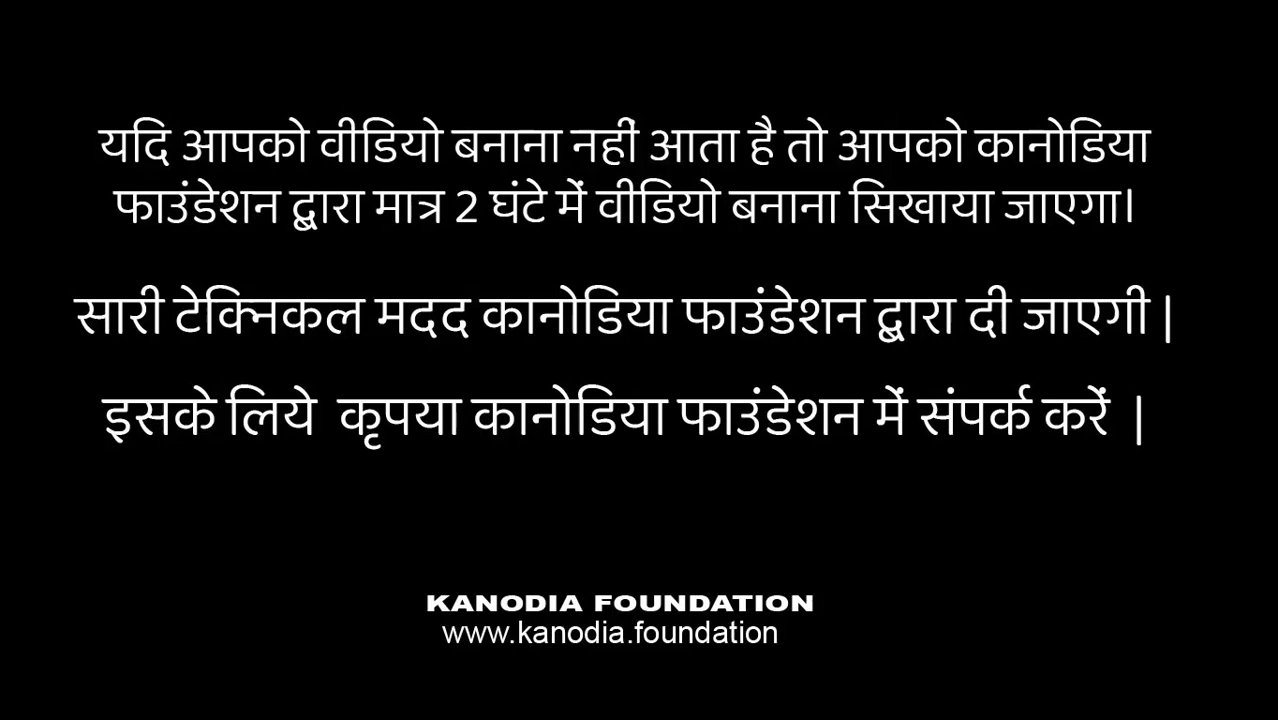 यदि आपको वीडियो बनाना नहीं आता है तो आपको कानोडिया
फाउंडेशन द्वारा मात्र 2 घंटे में वीडियो बनाना सिखाया जाएगा।
सारी टेक्निकल मदद कानोडिया फाउंडेशन द्वारा दी जाएगी |
इसके लिये कृपया कानोडिया फाउंडेशन में संपर्क करें |
KANODIA FOUNDATION
www.kanodia.foundation